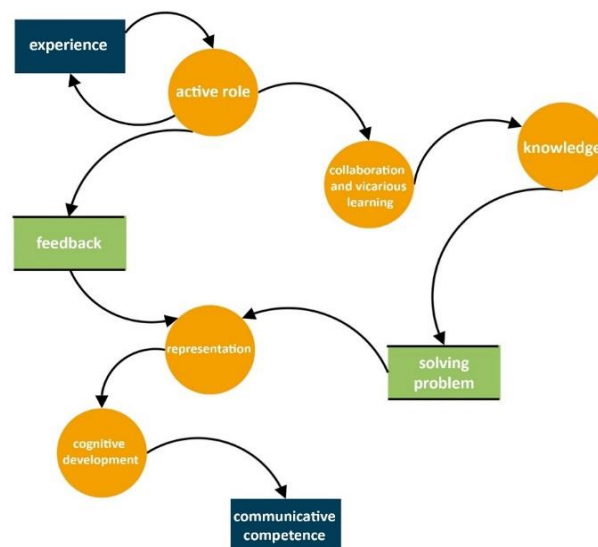 experience
active role
collaboration
and vicarious
learning
knowledge
feedback
representation
solving
problem
cognitive
development
communicative
competence